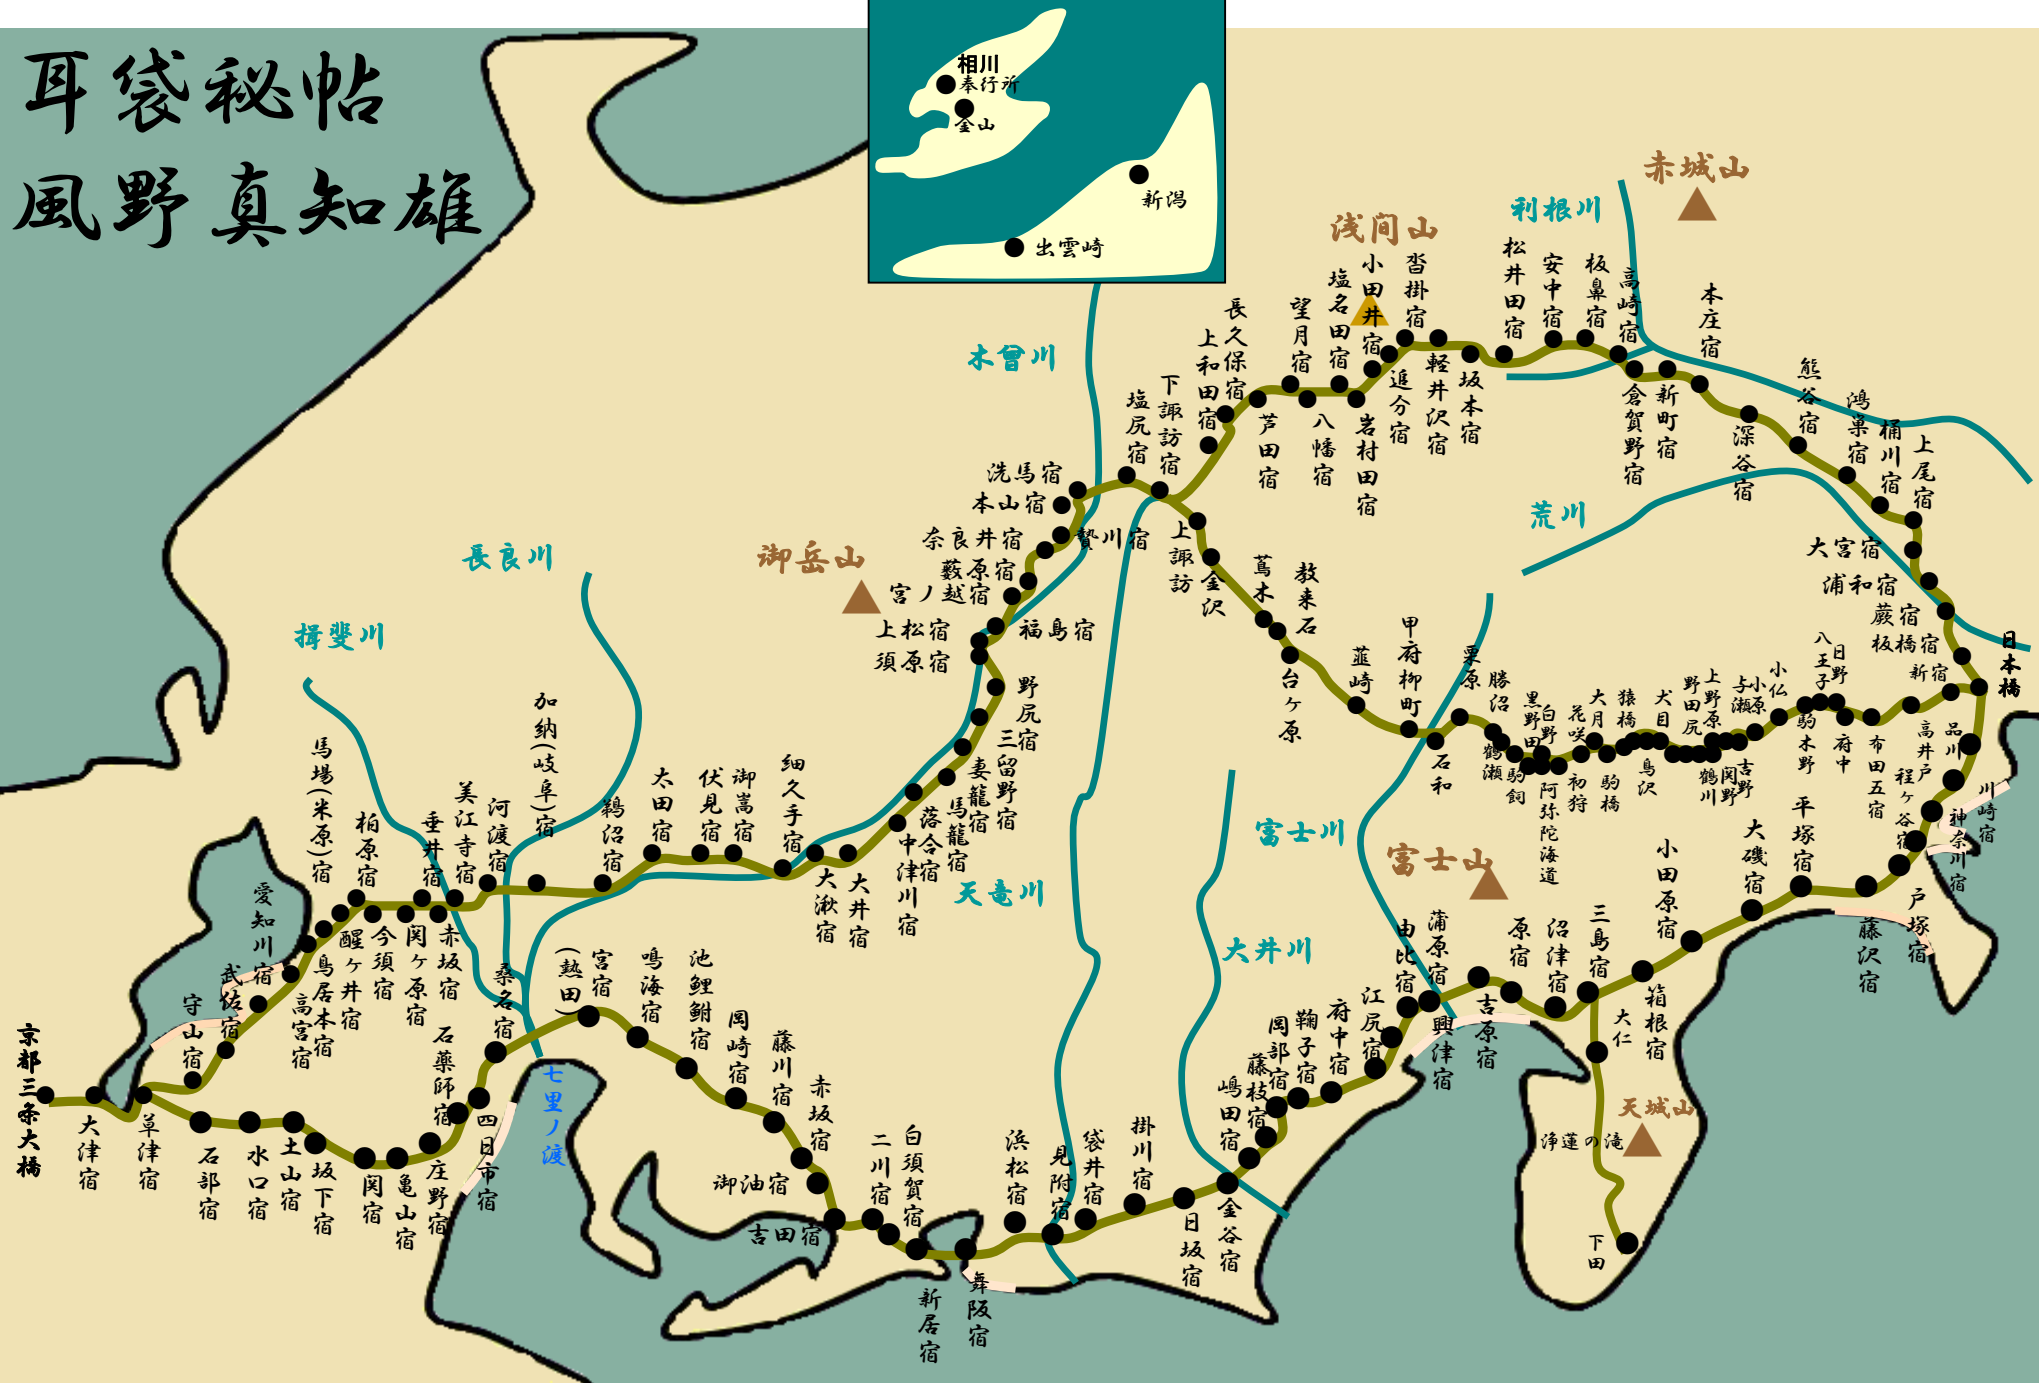 耳袋秘帖
風野真知雄
相川
奉行所
金山
新潟
出雲崎
赤城山
利根川
浅間山
木曾川
荒川
長良川
御岳山
揖斐川
天竜川
富士川
富士山
大井川
天城山
浄蓮の滝
七里ノ渡
日本橋
板橋宿
蕨宿
浦和宿
大宮宿
上尾宿
桶川宿
鴻巣宿
熊谷宿
深谷宿
本庄宿
新町宿
倉賀野宿
高崎宿
板鼻宿
安中宿
松井田宿
坂本宿
軽井沢宿
沓掛宿
追分宿
小田井宿
岩村田宿
塩名田宿
八幡宿
望月宿
芦田宿
長久保宿
上和田宿
下諏訪宿
塩尻宿
洗馬宿
本山宿
贄川宿
奈良井宿
藪原宿
宮ノ越宿
福島宿
上松宿
須原宿
野尻宿
三留野宿
妻籠宿
馬籠宿
落合宿
中津川宿
大井宿
大湫宿
細久手宿
御嵩宿
伏見宿
太田宿
鵜沼宿
加納(岐阜)宿
河渡宿
美江寺宿
赤坂宿
垂井宿
関ヶ原宿
今須宿
柏原宿
醒ヶ井宿
馬場(米原)宿
鳥居本宿
高宮宿
愛知川宿
武佐宿
守山宿
草津宿
大津宿
京都三条大橋
新宿
高井戸
布田五宿
府中
日野
八王子
駒木野
小仏
小原
与瀬
吉野
関野
上野原
鶴川
野田尻
犬目
鳥沢
猿橋
駒橋
大月
花咲
初狩
白野
阿弥陀海道
黒野田
駒飼
鶴瀬
勝沼
栗原
石和
甲府柳町
韮崎
台ヶ原
教来石
蔦木
金沢
上諏訪
品川
川崎宿
神奈川宿
程ヶ谷宿
戸塚宿
藤沢宿
平塚宿
大磯宿
小田原宿
箱根宿
三島宿
大仁
下田
沼津宿
原宿
吉原宿
蒲原宿
由比宿
興津宿
江尻宿
府中宿
鞠子宿
岡部宿
藤枝宿
嶋田宿
金谷宿
日坂宿
掛川宿
袋井宿
見附宿
浜松宿
舞阪宿
新居宿
白須賀宿
二川宿
吉田宿
御油宿
赤坂宿
藤川宿
岡崎宿
池鯉鮒宿
鳴海宿
宮宿
(熱田)
桑名宿
四日市宿
石薬師宿
庄野宿
亀山宿
関宿
坂下宿
土山宿
水口宿
石部宿